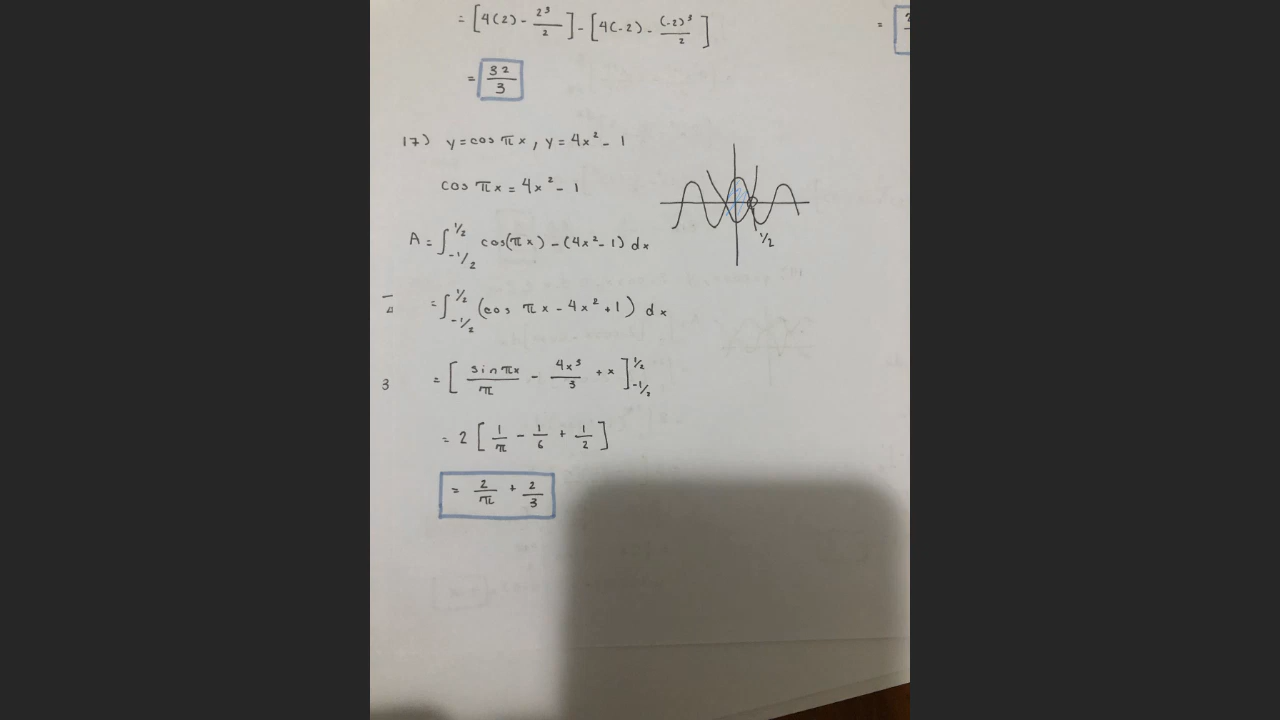 = [4(2) - 2³/2] - [4(-2) - (-2)³/2]
= 32/3
17) y = cos πx, y = 4x² - 1
cos πx = 4x² - 1
A = ∫_{-1/2}^{1/2} cos(πx) - (4x² - 1) dx
1/2
= ∫_{-1/2}^{1/2} (cos πx - 4x² + 1) dx
3
= [sin πx/π - 4x³/3 + x]_{-1/2}^{1/2}
= 2 [1/π - 1/6 + 1/2]
= 2/π + 2/3